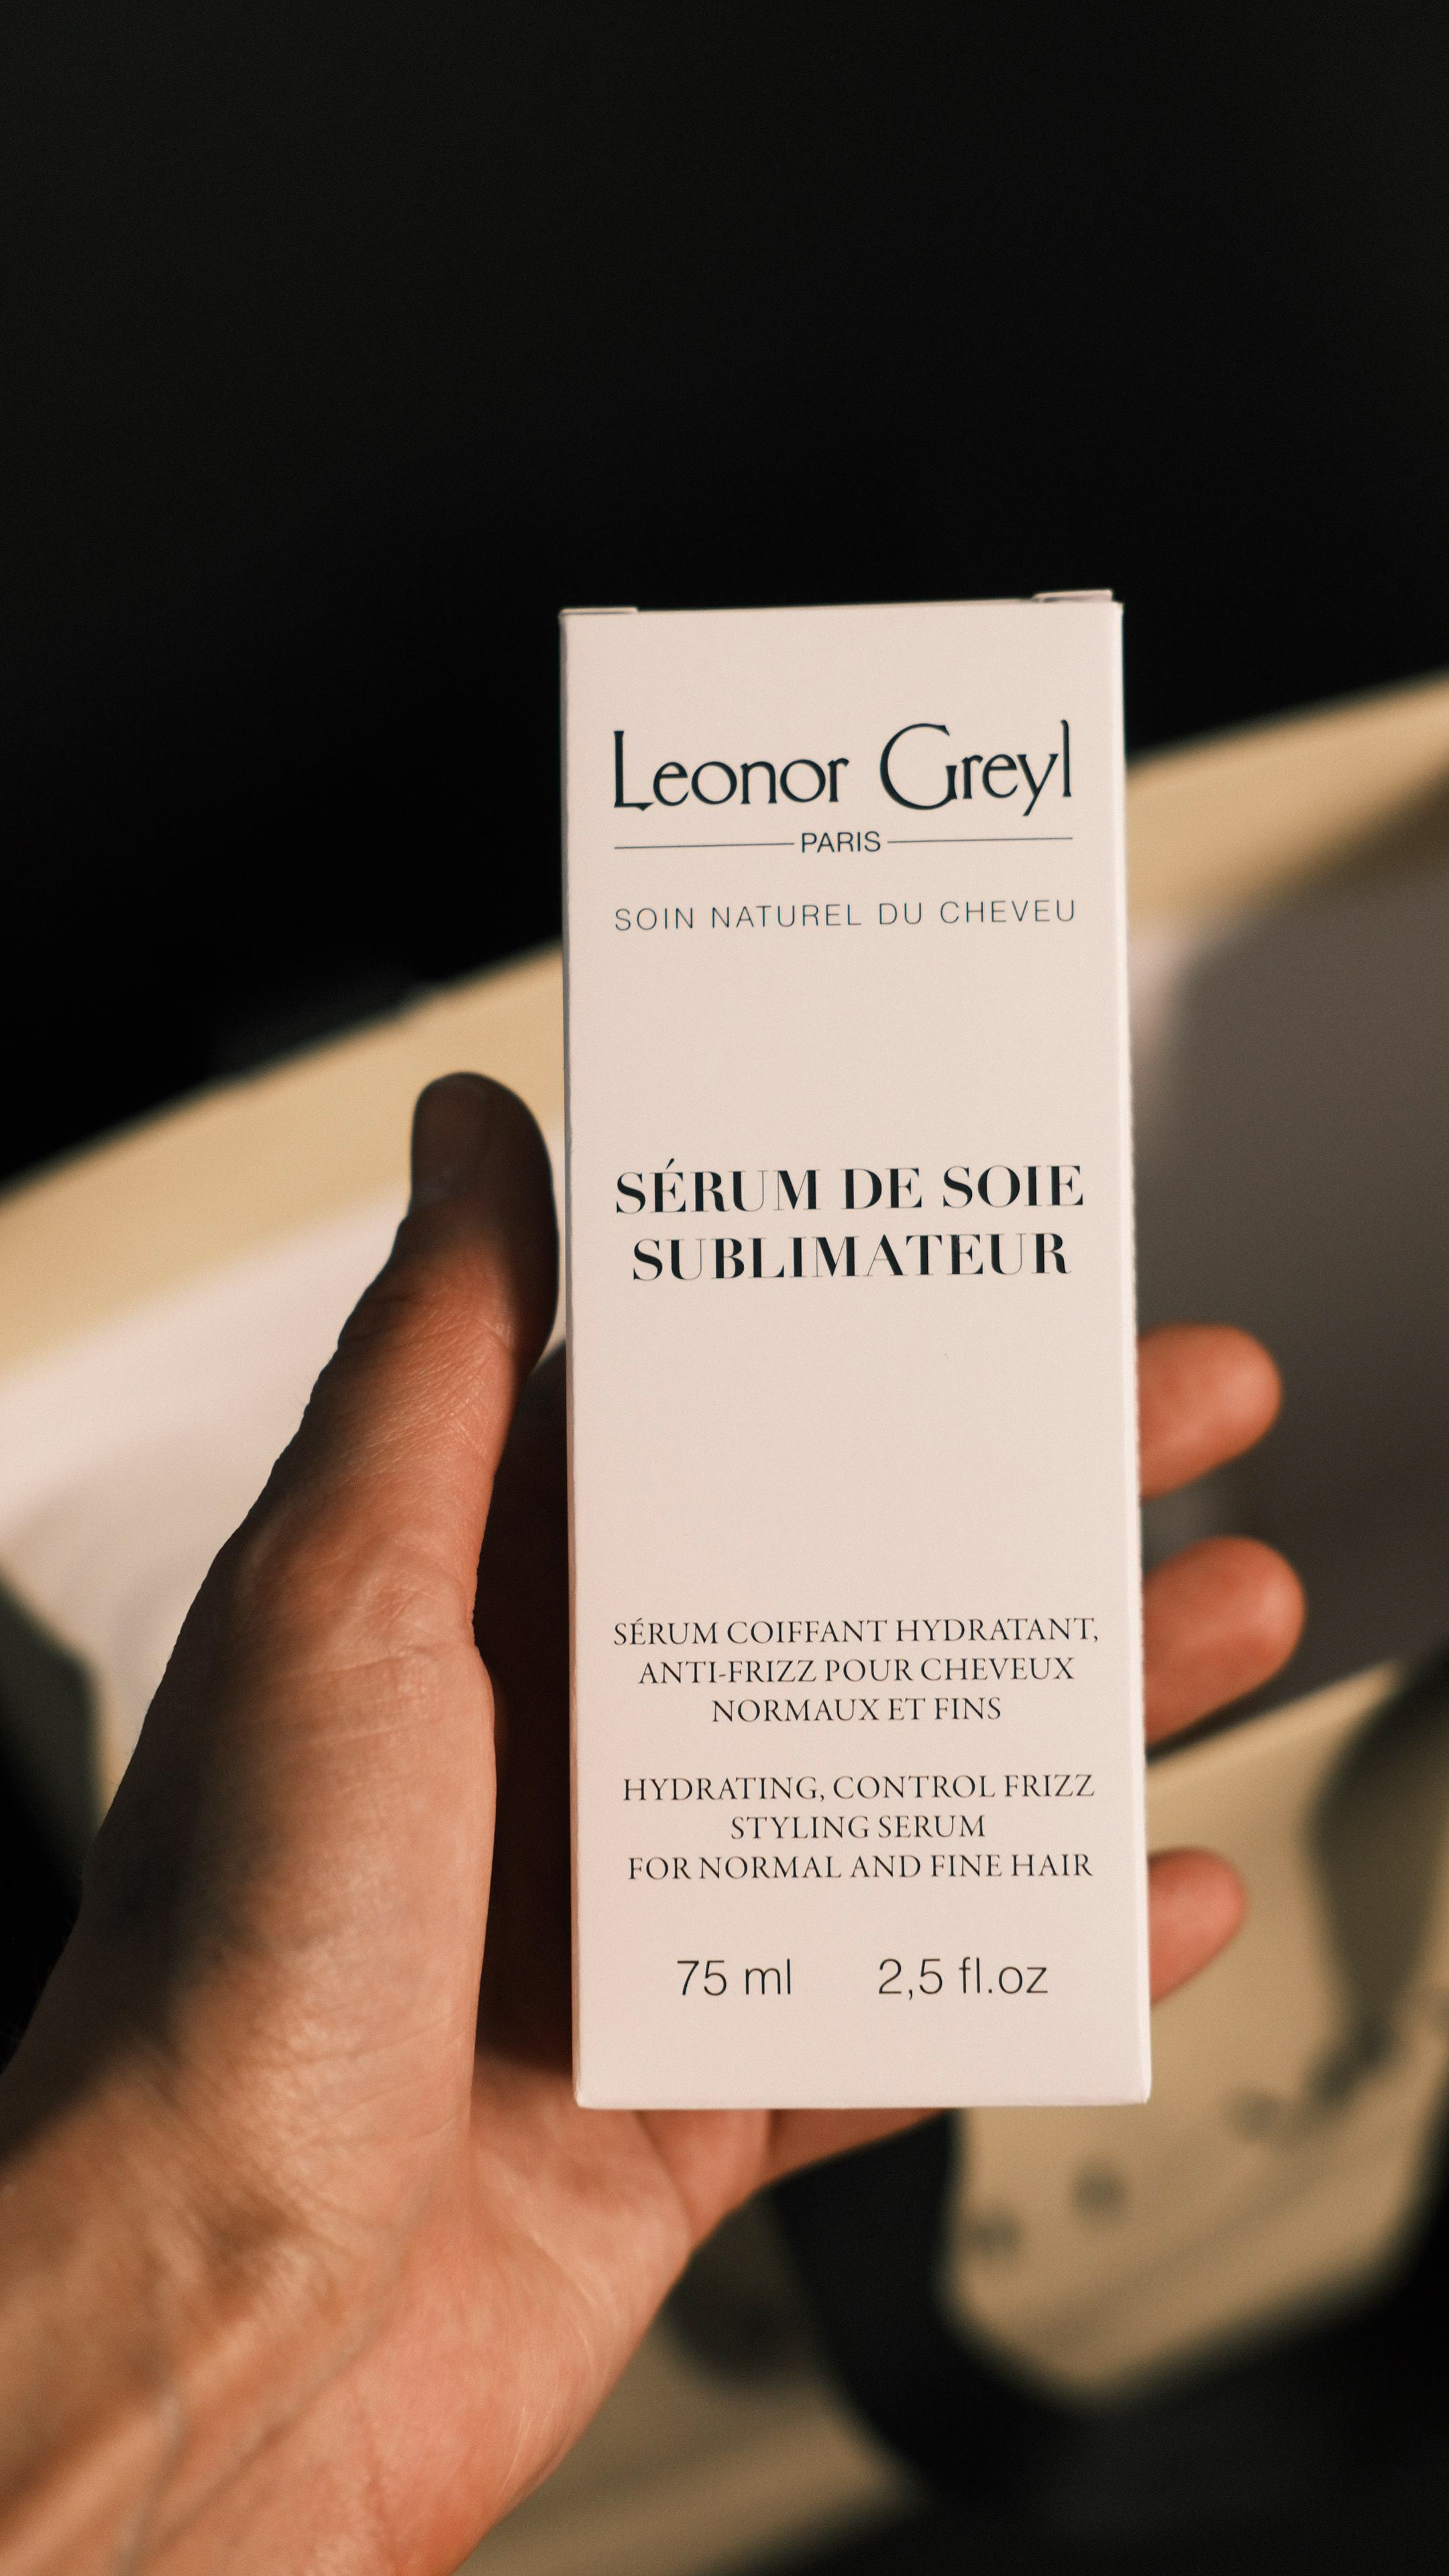 Leonor Greyl
PARIS
SOIN NATUREL DU CHEVEU
SÉRUM DE SOIE
SUBLIMATEUR
SÉRUM COIFFANT HYDRATANT,
ANTI-FRIZZ POUR CHEVEUX
NORMAUX ET FINS
HYDRATING, CONTROL FRIZZ
STYLING SERUM
FOR NORMAL AND FINE HAIR
75 ml 2,5 fl.oz